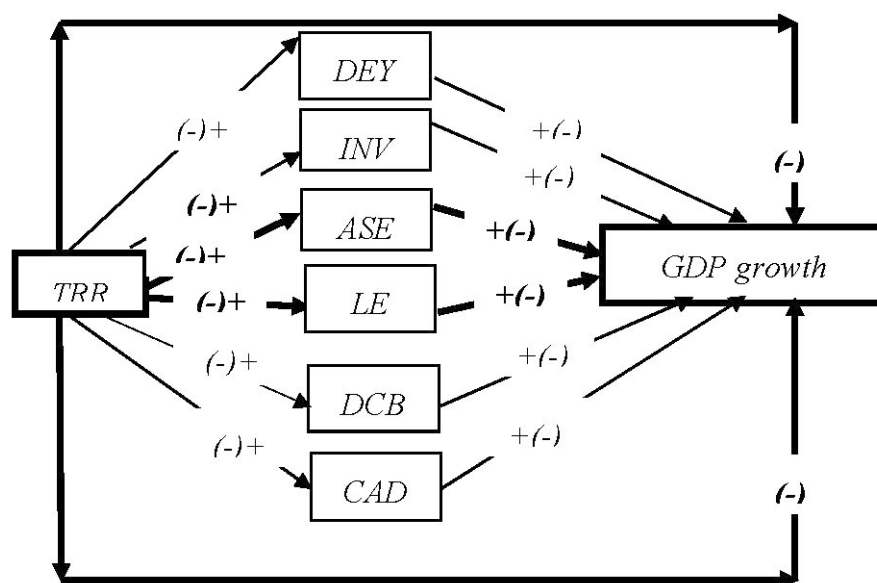 DEY
(-)+
+(-)
INV
+(-)
(-)
(-)+
ASE
+(-)
(-)+
GDP growth
TRR
(-)+
LE
+(-)
(-)+
DCB
+(-)
(-)+
CAD
+(-)
(-)